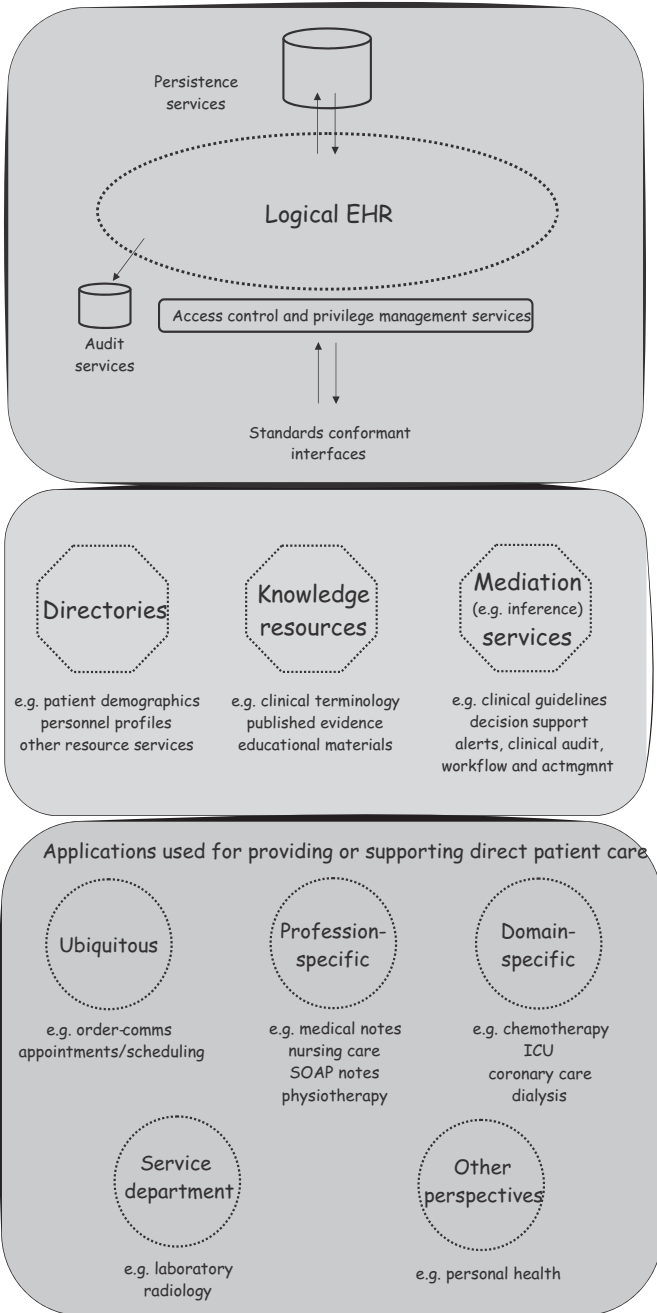 Persistence
services
Logical EHR
Access control and privilege management services
Audit
services
Standards conformant
interfaces
Directories
e.g. patient demographics
personnel profiles
other resource services
Knowledge
resources
e.g. clinical terminology
published evidence
educational materials
Mediation
(e.g. inference)
services
e.g. clinical guidelines
decision support
alerts, clinical audit,
workflow and actmgmnt
Applications used for providing or supporting direct patient care
Ubiquitous
e.g. order-comms
appointments/scheduling
Profession-
specific
e.g. medical notes
nursing care
SOAP notes
physiotherapy
Domain-
specific
e.g. chemotherapy
ICU
coronary care
dialysis
Service
department
e.g. laboratory
radiology
Other
perspectives
e.g. personal health